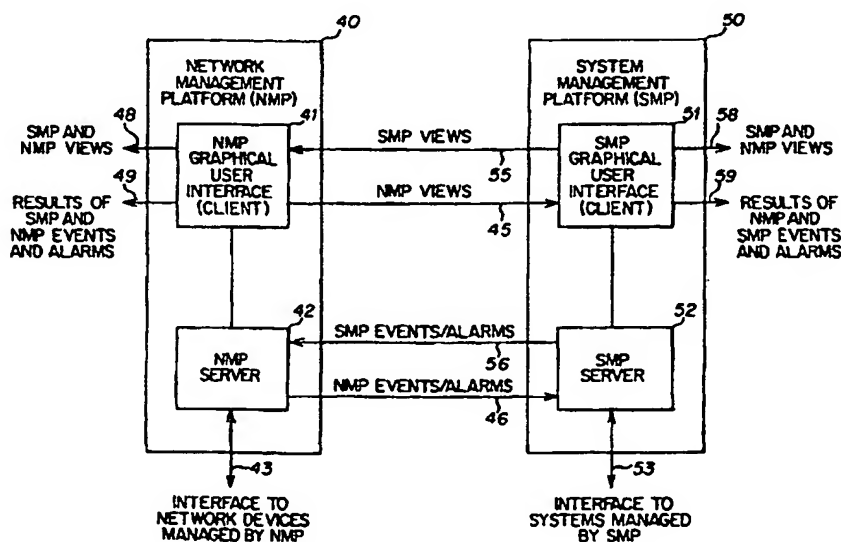 40
50
NETWORK
MANAGEMENT
PLATFORM (NMP)
SYSTEM
MANAGEMENT
PLATFORM (SMP)
48
SMP AND
NMP VIEWS
41
NMP
GRAPHICAL
USER
INTERFACE
(CLIENT)
49
RESULTS OF
SMP AND
NMP EVENTS
AND ALARMS
SMP VIEWS
55
NMP VIEWS
45
51
SMP
GRAPHICAL
USER
INTERFACE
(CLIENT)
58
SMP AND
NMP VIEWS
59
RESULTS OF
NMP AND
SMP EVENTS
AND ALARMS
42
NMP
SERVER
SMP EVENTS/ALARMS
56
NMP EVENTS/ALARMS
46
52
SMP
SERVER
43
53
INTERFACE TO
NETWORK DEVICES
MANAGED BY NMP
INTERFACE TO
SYSTEMS MANAGED
BY SMP